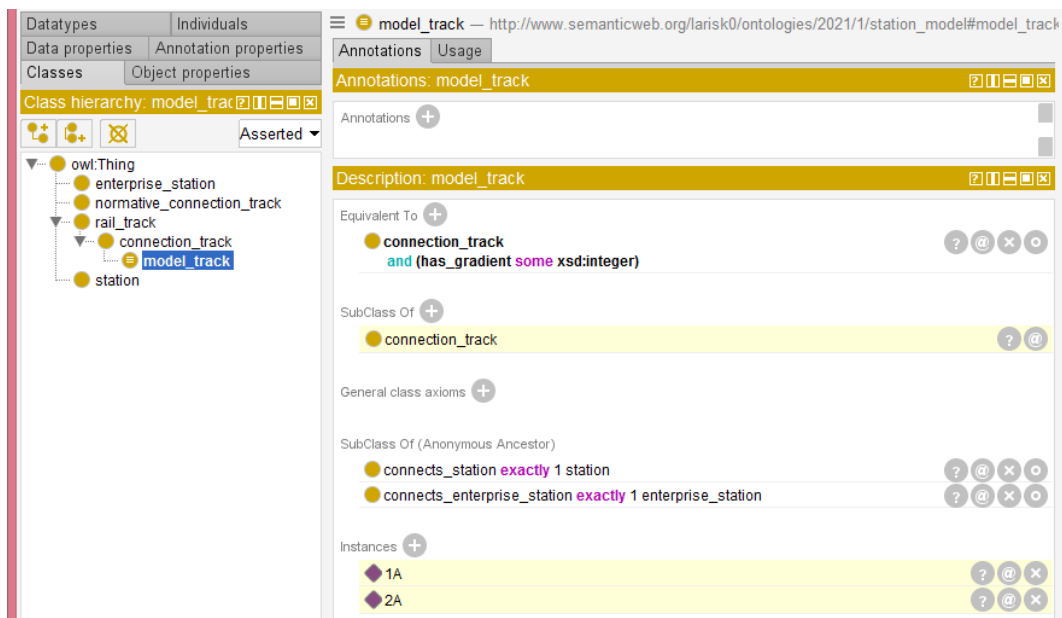 Datatypes Individuals
Data properties Annotation properties
Classes Object properties
Class hierarchy: model_trac
Asserted
owl:Thing
enterprise_station
normative_connection_track
rail_track
connection_track
model_track
station
model_track — http://www.semanticweb.org/larisk0/ontologies/2021/1/station_model#model_track
Annotations Usage
Annotations: model_track
Annotations
Description: model_track
Equivalent To
connection_track
and (has_gradient some xsd:integer)
SubClass Of
connection_track
General class axioms
SubClass Of (Anonymous Ancestor)
connects_station exactly 1 station
connects_enterprise_station exactly 1 enterprise_station
Instances
1A
2A